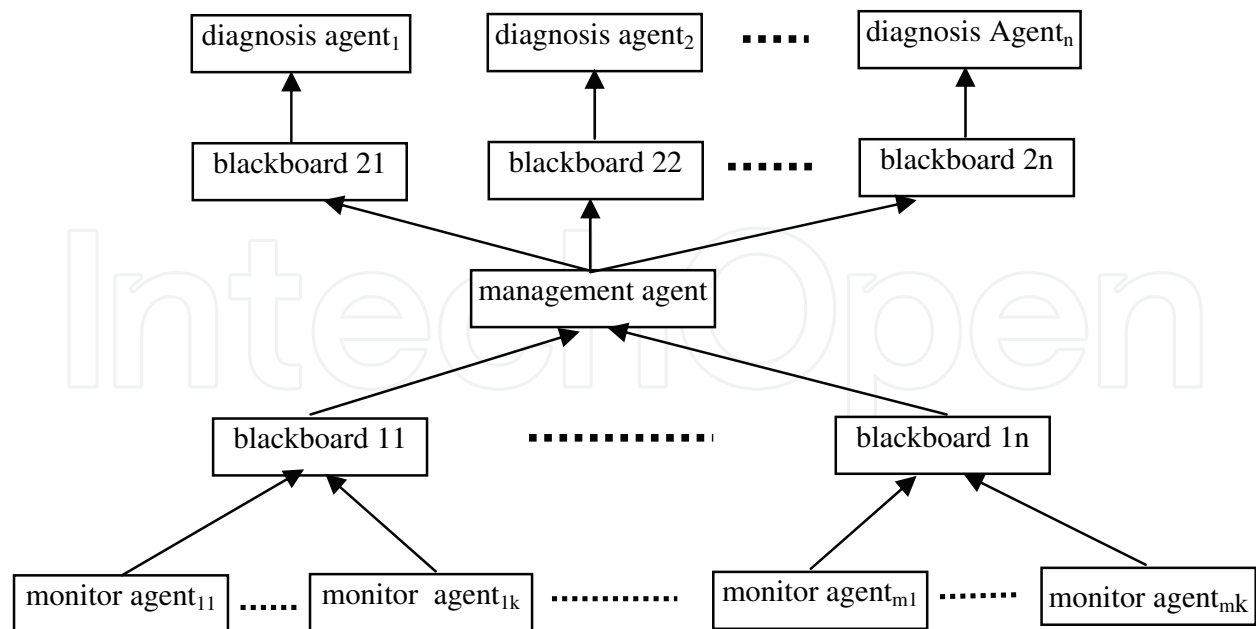 diagnosis agent₁
diagnosis agent₂
diagnosis Agentₙ
blackboard 21
blackboard 22
blackboard 2n
management agent
IntechOpen
blackboard 11
blackboard 1n
monitor agent₁₁
monitor agent₁ₖ
monitor agentₘ₁
monitor agentₘₖ